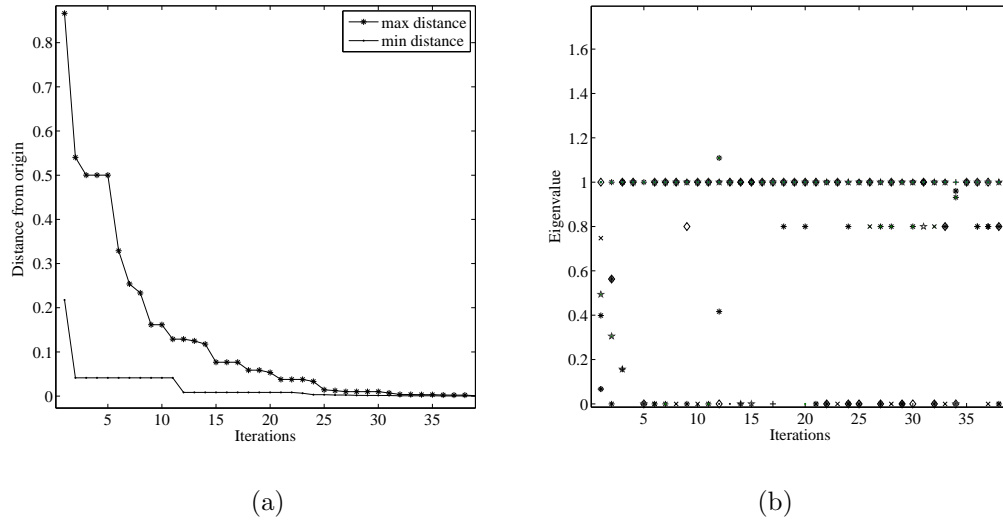 max distance
min distance
Distance from origin
0.8
0.7
0.6
0.5
0.4
0.3
0.2
0.1
0
5 10 15 20 25 30 35
Iterations
(a)
Eigenvalue
1.6
1.4
1.2
1
0.8
0.6
0.4
0.2
0
5 10 15 20 25 30 35
Iterations
(b)